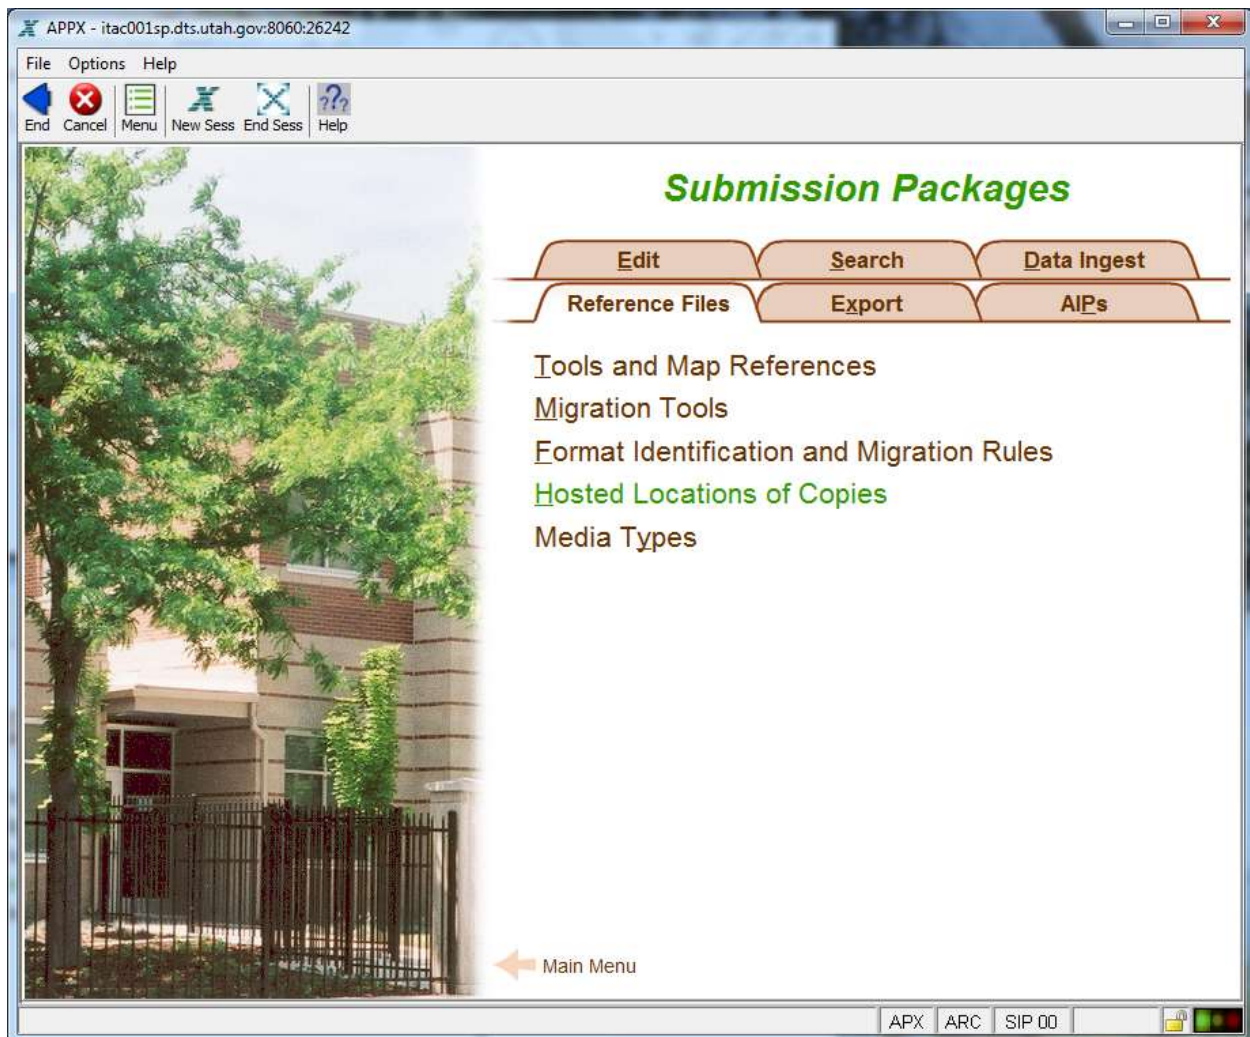 APPX - itac001sp.dts.utah.gov:8060:26242
File Options Help
End Cancel Menu New Sess End Sess ??? Help
Submission Packages
Edit Search Data Ingest
Reference Files Export AIPs
Tools and Map References
Migration Tools
Format Identification and Migration Rules
Hosted Locations of Copies
Media Types
Main Menu
APX ARC SIP 00